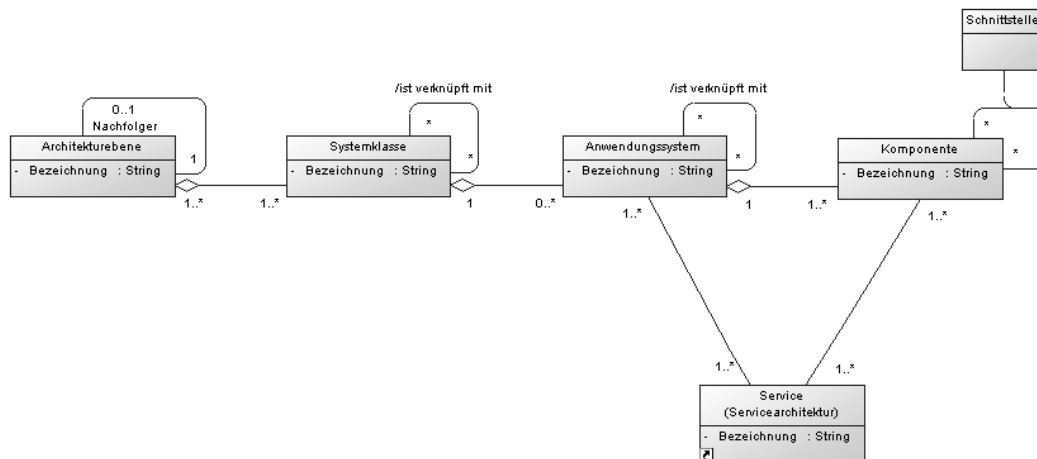 Schnittstelle
/ist verknüpft mit
/ist verknüpft mit
0..1
Nachfolger
*
*
*
Architekturebene
1
Systemklasse
*
Anwendungssystem
*
Komponente
*
- Bezeichnung : String
- Bezeichnung : String
- Bezeichnung : String
- Bezeichnung : String
1..*
1..*
1
0..*
1..*
1
1..*
1..*
1..*
1..*
Service
(Servicearchitektur)
- Bezeichnung : String